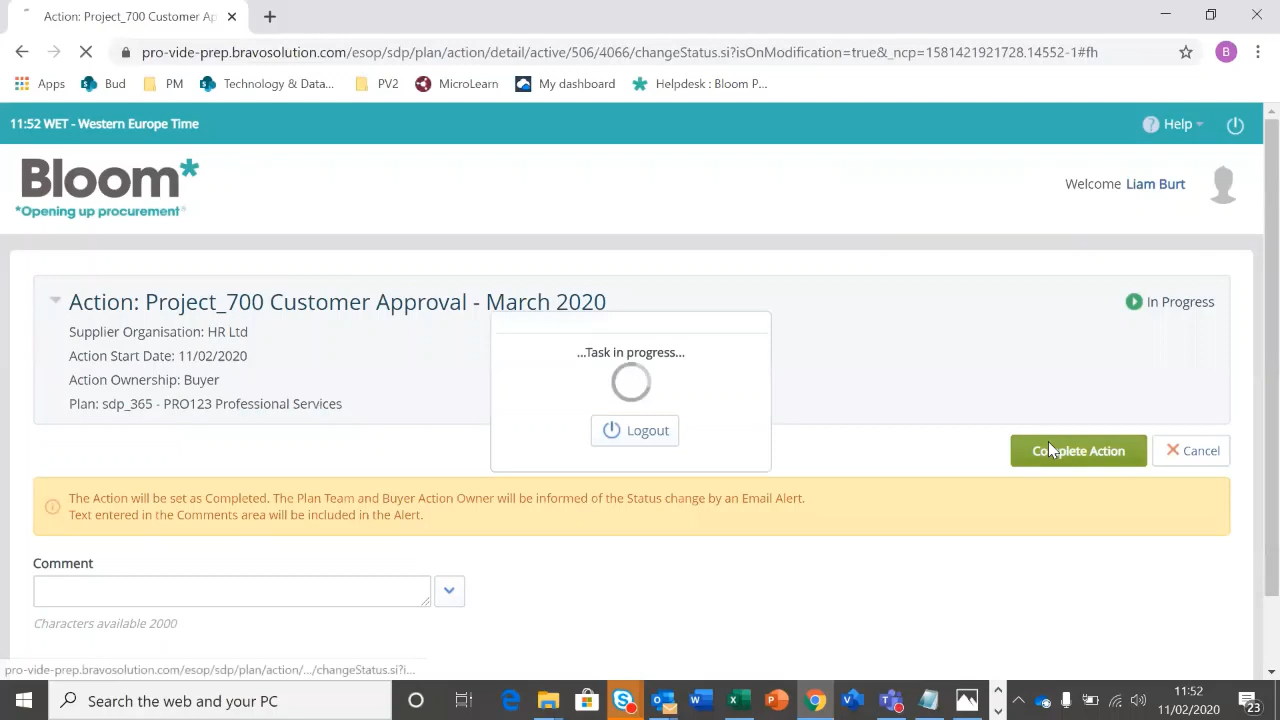 Action: Project_700 Customer Ap
pro-vide-prep.bravosolution.com/esop/sdp/plan/action/detail/active/506/4066/changeStatus.si?isOnModification=true&_ncp=1581421921728.14552-1#fh
B
Apps Bud PM Technology & Data... PV2 MicroLearn My dashboard Helpdesk : Bloom P...
11:52 WET - Western Europe Time
? Help
Bloom*
*Opening up procurement®
Welcome Liam Burt
Action: Project_700 Customer Approval - March 2020
In Progress
Supplier Organisation: HR Ltd
Action Start Date: 11/02/2020
Action Ownership: Buyer
Plan: sdp_365 - PRO123 Professional Services
...Task in progress...
Logout
Complete Action
Cancel
The Action will be set as Completed. The Plan Team and Buyer Action Owner will be informed of the Status change by an Email Alert.
Text entered in the Comments area will be included in the Alert.
Comment
Characters available 2000
pro-vide-prep.bravosolution.com/esop/sdp/plan/action/.../changeStatus.si?i...
Search the web and your PC
11:52
11/02/2020
23